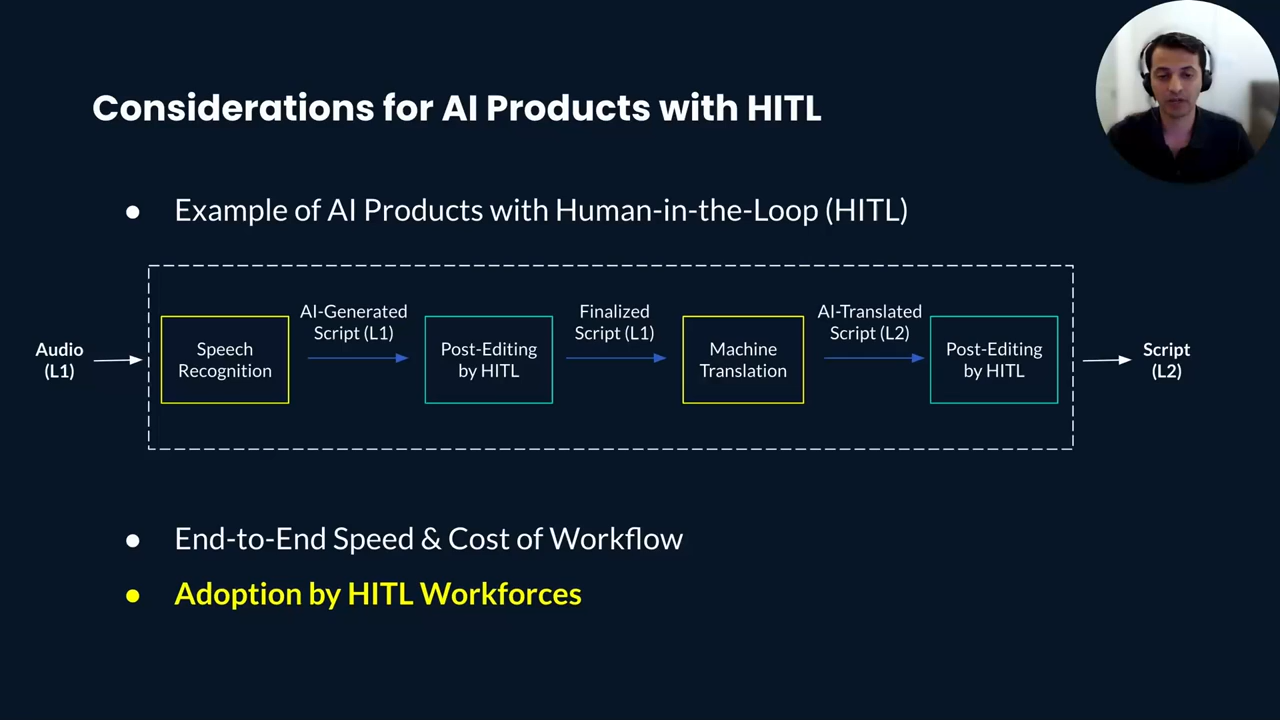 Considerations for AI Products with HITL
● Example of AI Products with Human-in-the-Loop (HITL)
Audio
(L1)
Speech
Recognition
AI-Generated
Script (L1)
Post-Editing
by HITL
Finalized
Script (L1)
Machine
Translation
AI-Translated
Script (L2)
Post-Editing
by HITL
Script
(L2)
● End-to-End Speed & Cost of Workflow
● Adoption by HITL Workforces